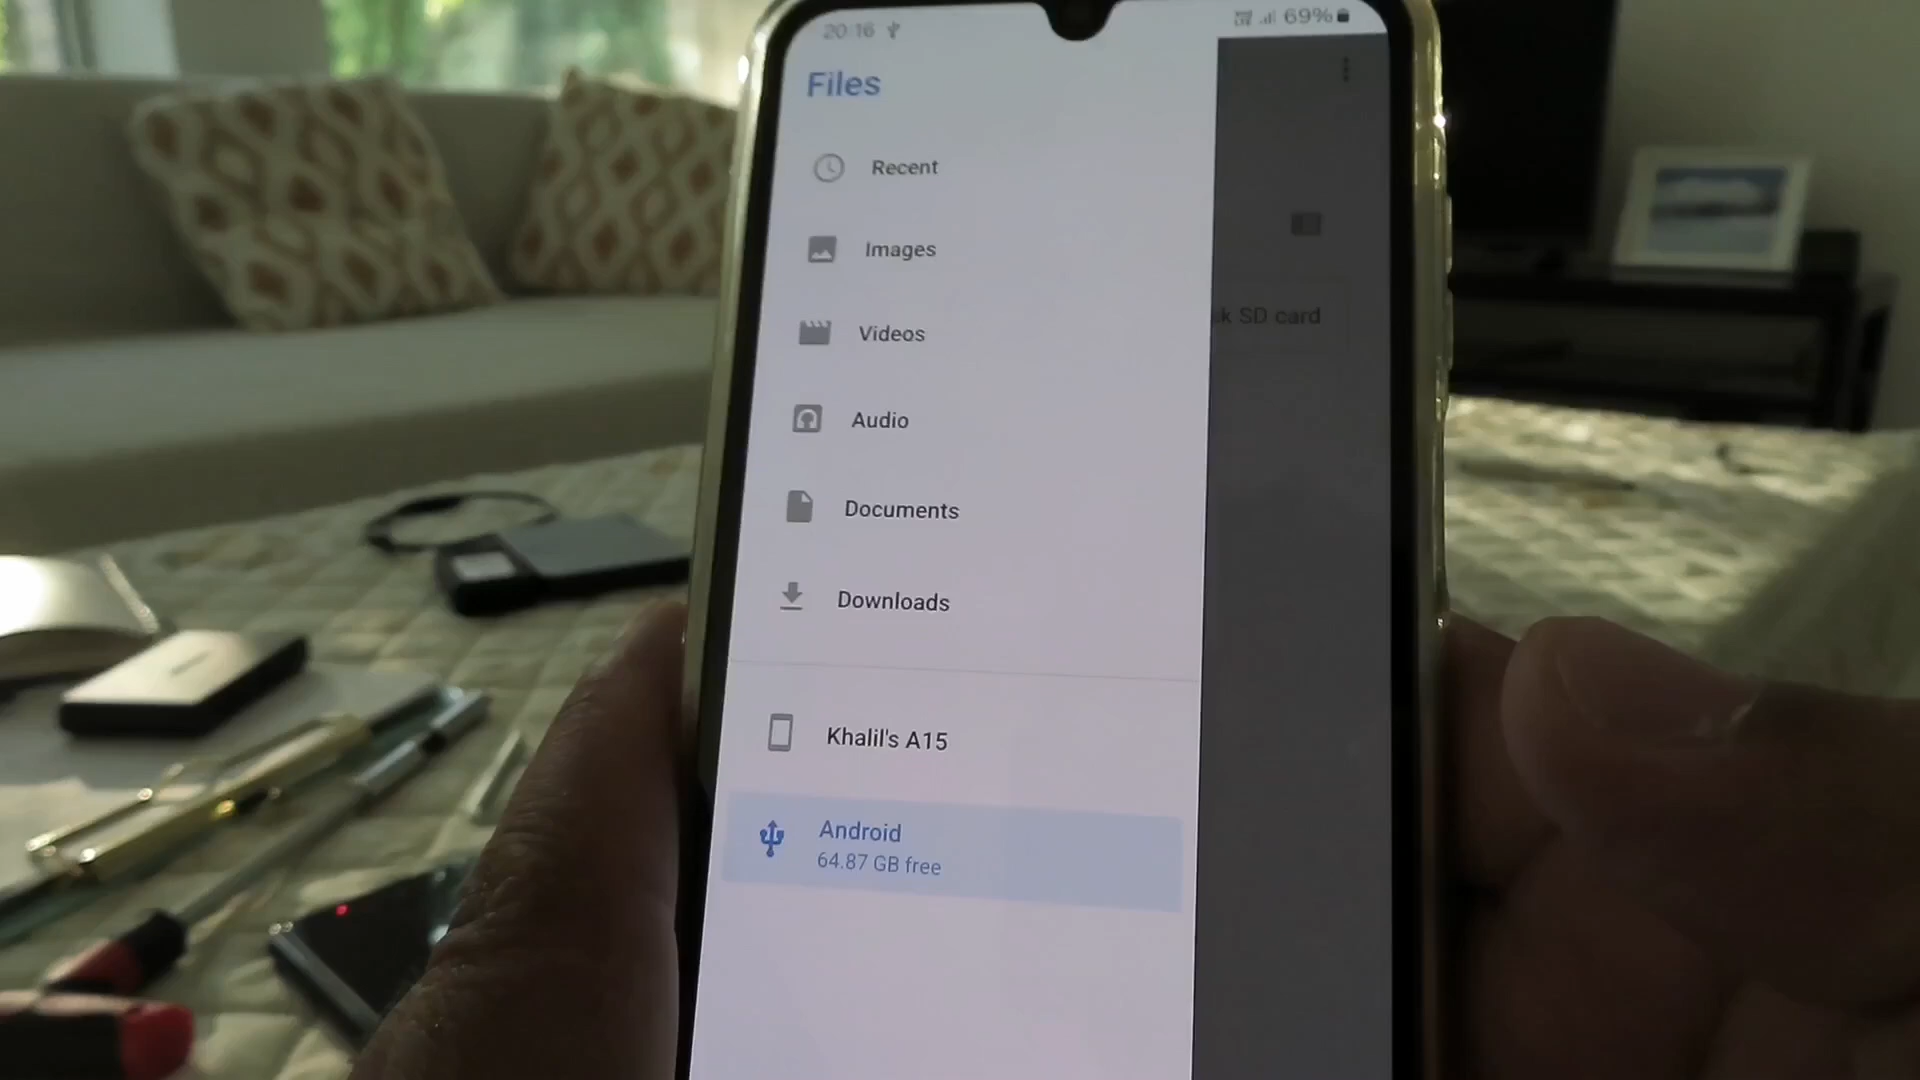 20:16
69%
Files
Recent
Images
Videos
Audio
SD card
Documents
Downloads
Khalil's A15
Android
64.87 GB free